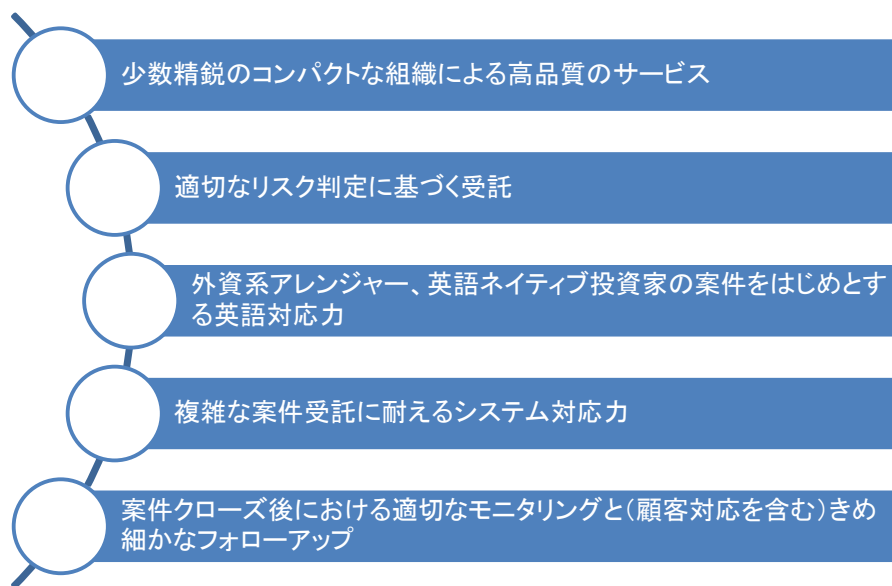 少数精鋭のコンパクトな組織による高品質のサービス
適切なリスク判定に基づく受託
外資系アレンジャー、英語ネイティブ投資家の案件をはじめとす
る英語対応力
複雑な案件受託に耐えるシステム対応力
案件クローズ後における適切なモニタリングと(顧客対応を含む)きめ
細かなフォローアップ